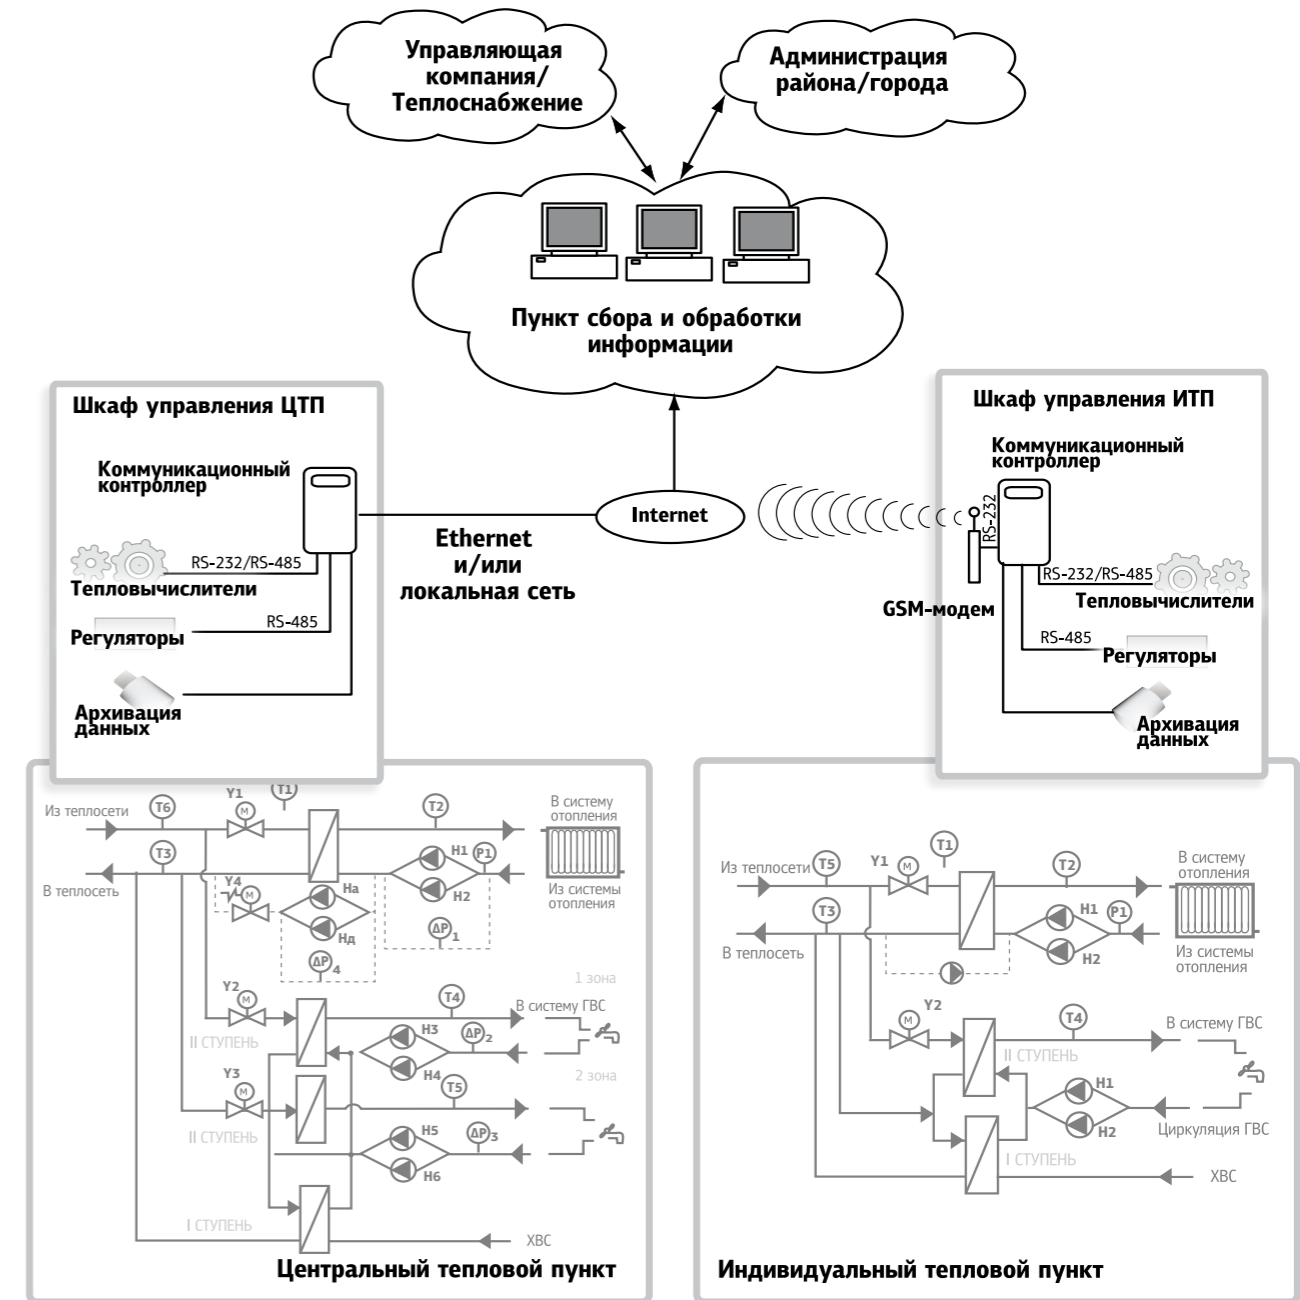 Управляющая
компания/
Теплоснабжение
Администрация
района/города
Пункт сбора и обработки
информации
Шкаф управления ЦТП
Коммуникационный
контроллер
RS-232/RS-485
Тепловычислители
RS-485
Регуляторы
Архивация
данных
Ethernet
и/или
локальная сеть
Internet
Шкаф управления ИТП
Коммуникационный
контроллер
RS-232
GSM-модем
RS-232/RS-485
Тепловычислители
RS-485
Регуляторы
Архивация
данных
Из теплосети
T6
Y1
M
T1
T2
В систему
отопления
T3
В теплосеть
H1
P1
H2
Из системы
отопления
Y4
M
На
Нд
ΔP1
ΔP4
1 зона
Y2
M
T4
В систему ГВС
II СТУПЕНЬ
H3
ΔP2
H4
2 зона
Y3
M
T5
II СТУПЕНЬ
H5
ΔP3
H6
I СТУПЕНЬ
ХВС
Центральный тепловой пункт
Из теплосети
T5
Y1
M
T1
T2
В систему
отопления
T3
В теплосеть
H1
P1
H2
Из системы
отопления
Y2
M
T4
В систему ГВС
II СТУПЕНЬ
H1
H2
Циркуляция ГВС
I СТУПЕНЬ
ХВС
Индивидуальный тепловой пункт